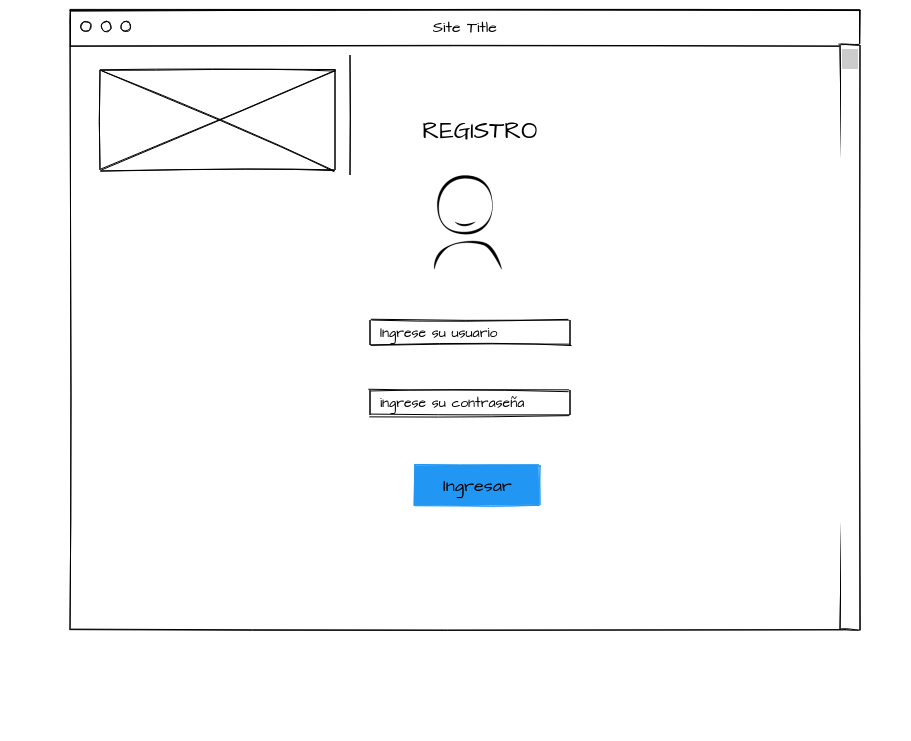 Site Title
REGISTRO
Ingrese su usuario
ingrese su contraseña
Ingresar